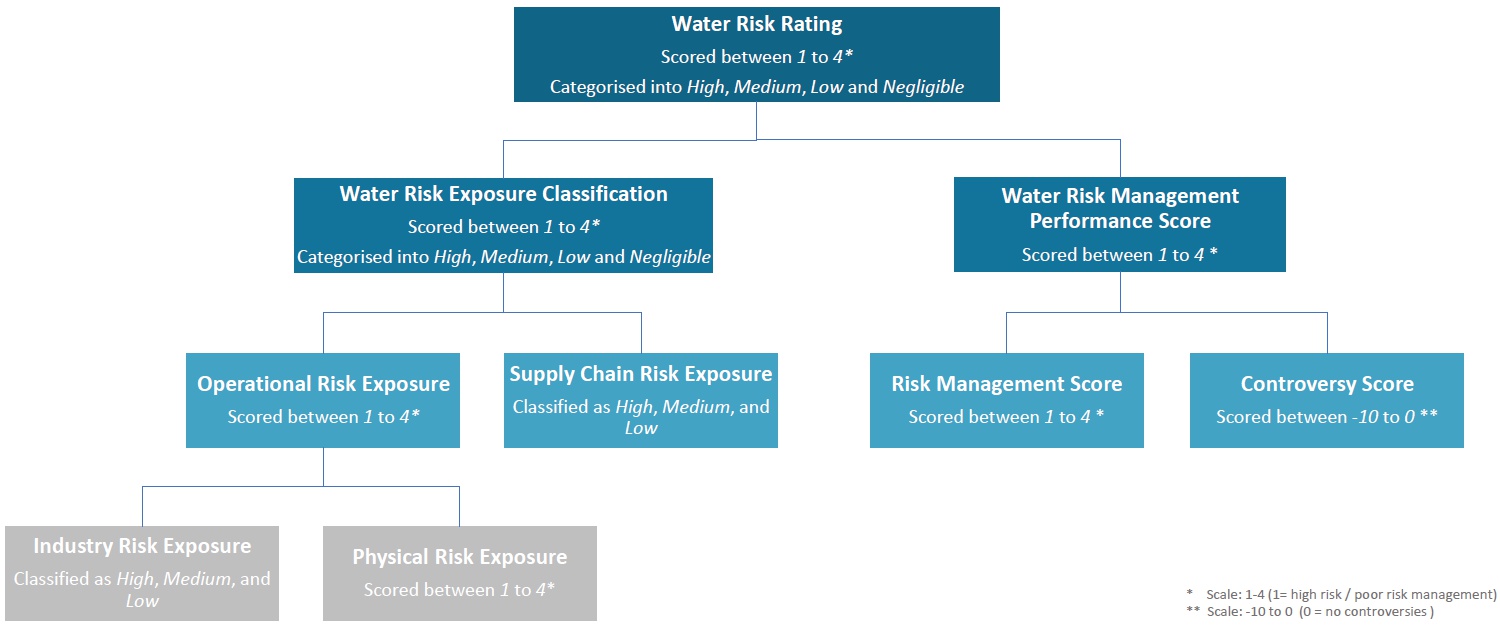 Water Risk Rating
Scored between 1 to 4*
Categorised into High, Medium, Low and Negligible
Water Risk Exposure Classification
Scored between 1 to 4*
Categorised into High, Medium, Low and Negligible
Water Risk Management
Performance Score
Scored between 1 to 4 *
Operational Risk Exposure
Scored between 1 to 4*
Supply Chain Risk Exposure
Classified as High, Medium, and
Low
Risk Management Score
Scored between 1 to 4 *
Controversy Score
Scored between -10 to 0 **
Industry Risk Exposure
Classified as High, Medium, and
Low
Physical Risk Exposure
Scored between 1 to 4*
* Scale: 1-4 (1= high risk / poor risk management)
** Scale: -10 to 0 (0 = no controversies )